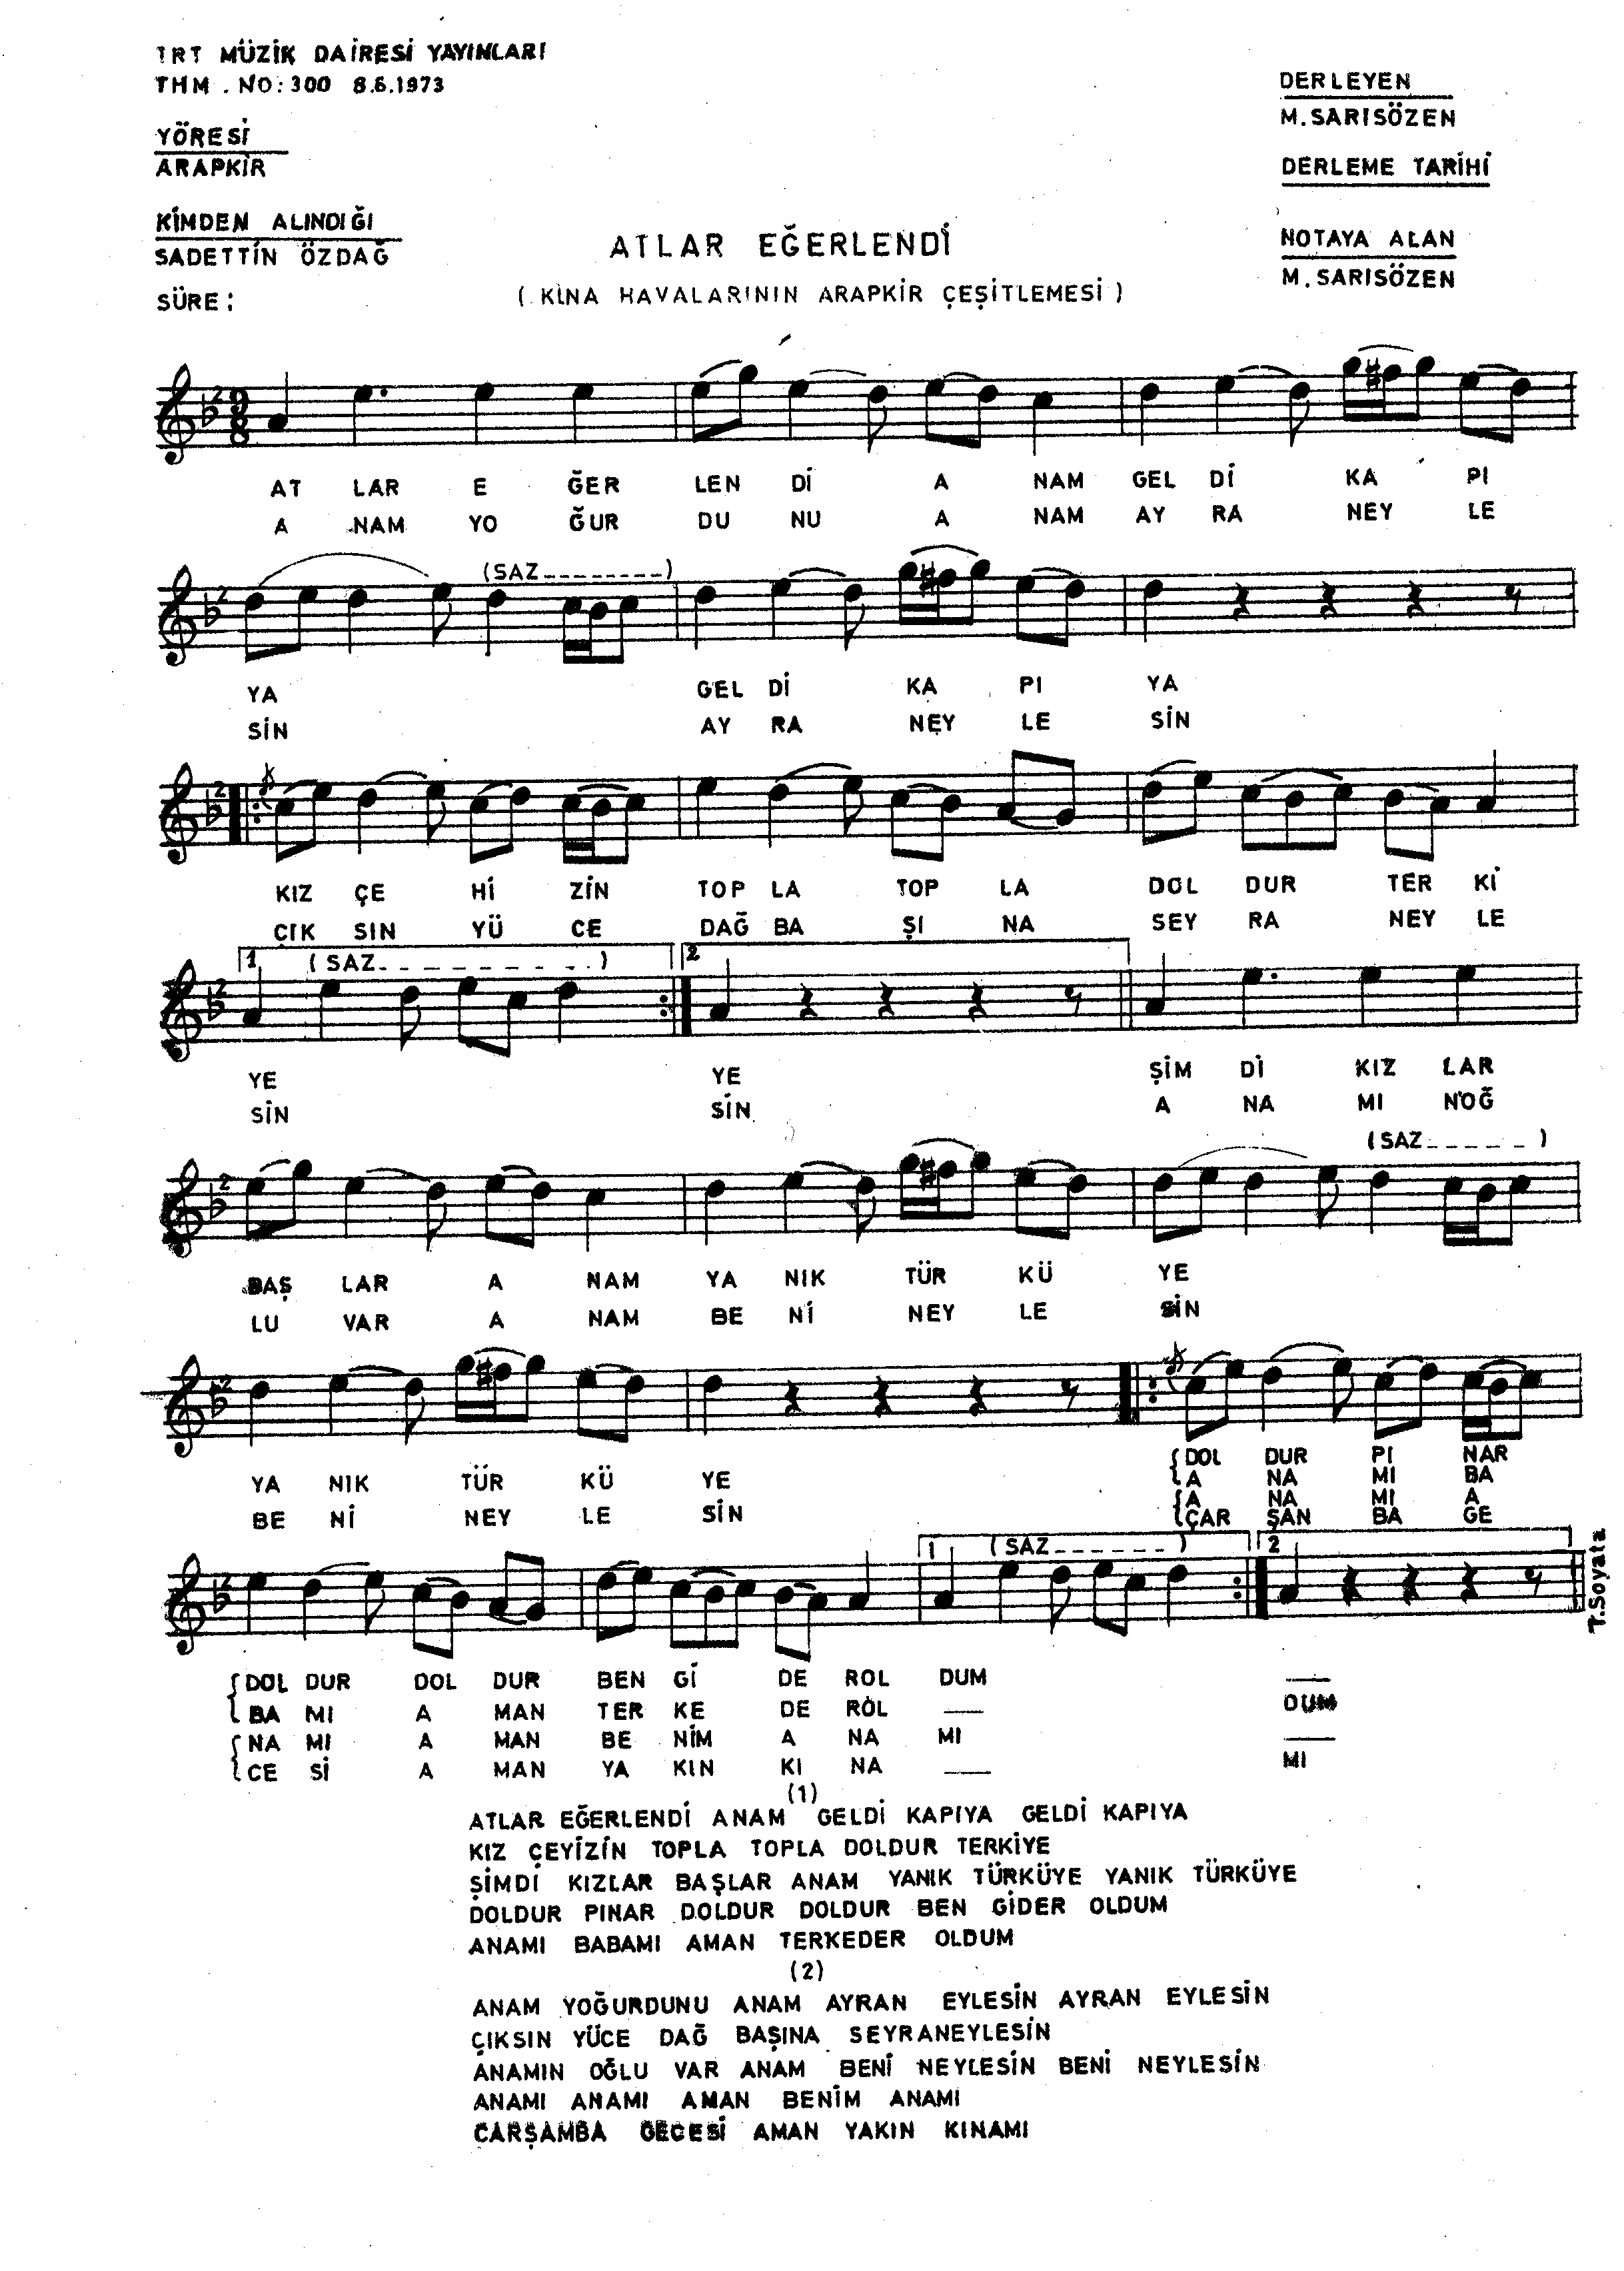 TRT MÜZİK DAİRESİ YAYINLARI
THM . NO: 300 8.6.1973
YÖRESİ
ARAPKİR
KİMDEN ALINDIĞI
SADETTİN ÖZDAĞ
SÜRE :
DERLEYEN
M. SARISÖZEN
DERLEME TARİHİ
NOTAYA ALAN
M. SARISÖZEN
ATLAR EĞERLENDİ
( KINA HAVALARININ ARAPKİR ÇEŞİTLEMESİ )
9
8
AT LAR E ĞER LEN Dİ A NAM GEL Dİ KA PI
A NAM YO ĞUR DU NU A NAM AY RA NEY LE
(SAZ--------)
YA GEL Dİ KA PI YA
SİN AY RA NEY LE SİN
KIZ ÇE Hİ ZİN TOP LA TOP LA DOL DUR TER Kİ
ÇIK SIN YÜ CE DAĞ BA ŞI NA SEY RA NEY LE
1 ( SAZ - - - - - - - - ) 2
YE YE ŞİM Dİ KIZ LAR
SİN SİN A NA MI NOĞ
(SAZ - - - - - )
BAŞ LAR A NAM YA NIK TÜR KÜ YE
LU VAR A NAM BE Nİ NEY LE SİN
YA NIK TÜR KÜ YE
BE Nİ NEY LE SİN
DOL DUR PI NAR
A NA MI BA
A NA MI A
ÇAR ŞAN BA GE
1 ( SAZ - - - - - - ) 2
DOL DUR DOL DUR BEN Gİ DE ROL DUM —
BA MI A MAN TER KE DE ROL — DUM
NA MI A MAN BE NİM A NA MI —
CE Sİ A MAN YA KIN KI NA — MI
T.Soyata
(1)
ATLAR EĞERLENDİ ANAM GELDİ KAPIYA GELDİ KAPIYA
KIZ ÇEYİZİN TOPLA TOPLA DOLDUR TERKİYE
ŞİMDİ KIZLAR BAŞLAR ANAM YANIK TÜRKÜYE YANIK TÜRKÜYE
DOLDUR PINAR DOLDUR DOLDUR BEN GİDER OLDUM
ANAMI BABAMI AMAN TERKEDER OLDUM
(2)
ANAM YOĞURDUNU ANAM AYRAN EYLESİN AYRAN EYLESİN
ÇIKSIN YÜCE DAĞ BAŞINA SEYRANEYLESİN
ANAMIN OĞLU VAR ANAM BENİ NEYLESİN BENİ NEYLESİN
ANAMI ANAMI AMAN BENİM ANAMI
ÇARŞAMBA GECESİ AMAN YAKIN KINAMI